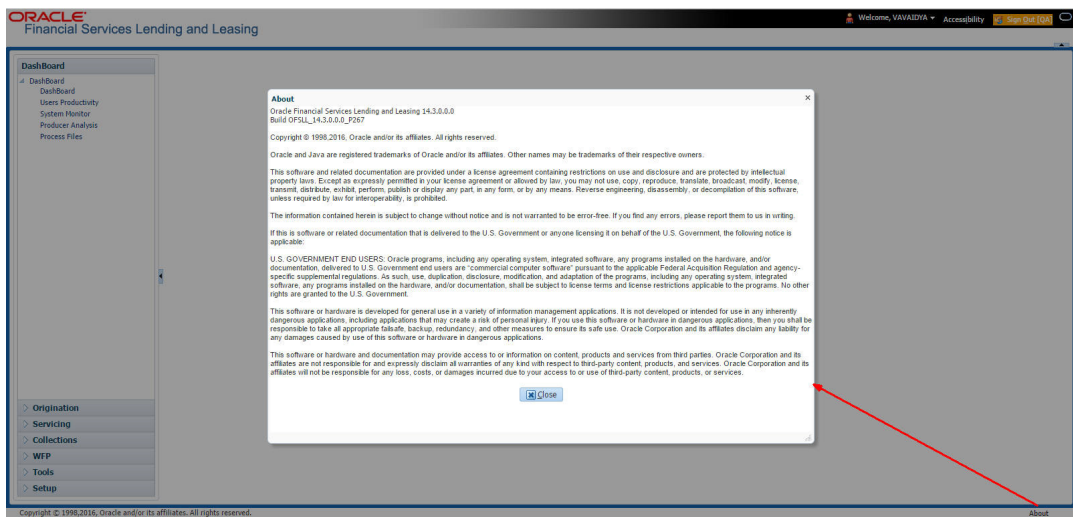 ORACLE
Financial Services Lending and Leasing
Welcome, VAVAIDYA
Accessibility
Sign Out [QA]
DashBoard
DashBoard
DashBoard
Users Productivity
System Monitor
Producer Analysis
Process Files
Origination
Servicing
Collections
WFP
Tools
Setup
About
Oracle Financial Services Lending and Leasing 14.3.0.0.0
Build OFSLL_14.3.0.0.0_P267
Copyright © 1998,2016, Oracle and/or its affiliates. All rights reserved.
Oracle and Java are registered trademarks of Oracle and/or its affiliates. Other names may be trademarks of their respective owners.
This software and related documentation are provided under a license agreement containing restrictions on use and disclosure and are protected by intellectual
property laws. Except as expressly permitted in your license agreement or allowed by law, you may not use, copy, reproduce, translate, broadcast, modify, license,
transmit, distribute, exhibit, perform, publish or display any part, in any form, or by any means. Reverse engineering, disassembly, or decompilation of this software,
unless required by law for interoperability, is prohibited.
The information contained herein is subject to change without notice and is not warranted to be error-free. If you find any errors, please report them to us in writing.
If this is software or related documentation that is delivered to the U.S. Government or anyone licensing it on behalf of the U.S. Government, the following notice is
applicable:
U.S. GOVERNMENT END USERS: Oracle programs, including any operating system, integrated software, any programs installed on the hardware, and/or
documentation, delivered to U.S. Government end users are "commercial computer software" pursuant to the applicable Federal Acquisition Regulation and agency-
specific supplemental regulations. As such, use, duplication, disclosure, modification, and adaptation of the programs, including any operating system, integrated
software, any programs installed on the hardware, and/or documentation, shall be subject to license terms and license restrictions applicable to the programs. No other
rights are granted to the U.S. Government.
This software or hardware is developed for general use in a variety of information management applications. It is not developed or intended for use in any inherently
dangerous applications, including applications that may create a risk of personal injury. If you use this software or hardware in dangerous applications, then you shall be
responsible to take all appropriate failsafe, backup, redundancy, and other measures to ensure its safe use. Oracle Corporation and its affiliates disclaim any liability for
any damages caused by use of this software or hardware in dangerous applications.
This software or hardware and documentation may provide access to or information on content, products and services from third parties. Oracle Corporation and its
affiliates are not responsible for and expressly disclaim all warranties of any kind with respect to third-party content, products, and services. Oracle Corporation and its
affiliates will not be responsible for any loss, costs, or damages incurred due to your access to or use of third-party content, products, or services.
Close
Copyright © 1998,2016, Oracle and/or its affiliates. All rights reserved.
About